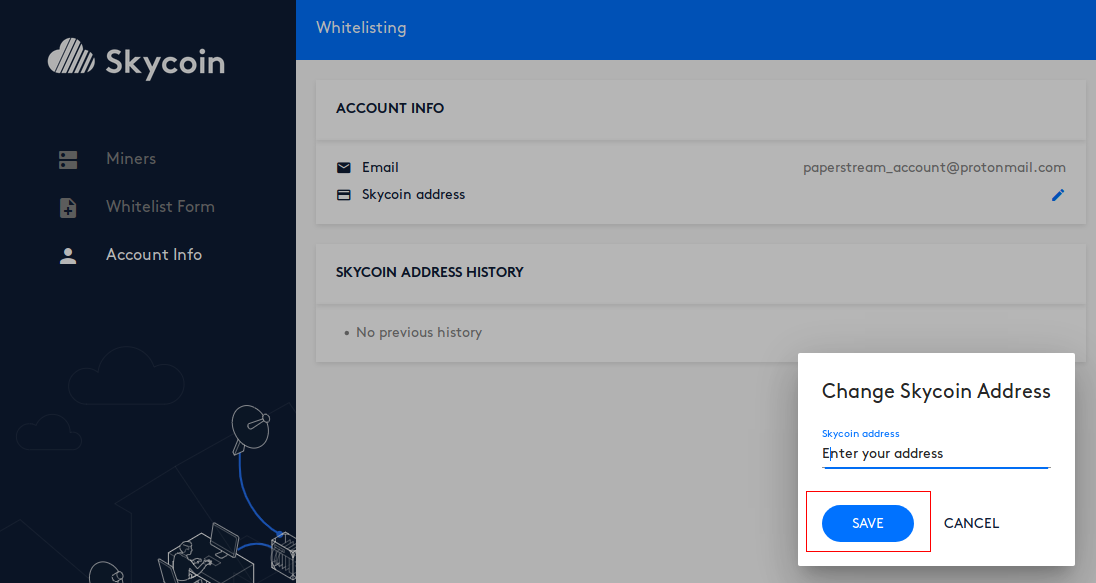 Skycoin
Miners
Whitelist Form
Account Info
Whitelisting
ACCOUNT INFO
Email paperstream_account@protonmail.com
Skycoin address
SKYCOIN ADDRESS HISTORY
• No previous history
Change Skycoin Address
Skycoin address
Enter your address
SAVE CANCEL